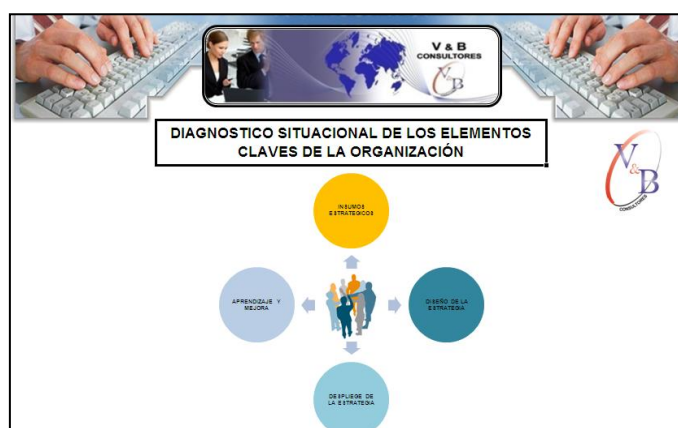 V & B
CONSULTORES
V&B
DIAGNOSTICO SITUACIONAL DE LOS ELEMENTOS
CLAVES DE LA ORGANIZACIÓN
V&B
CONSULTORES
INSUMOS
ESTRATEGICOS
APRENDIZAJE Y
MEJORA
DISEÑO DE LA
ESTRATEGIA
DESPLIEGE DE
LA ESTRATEGIA